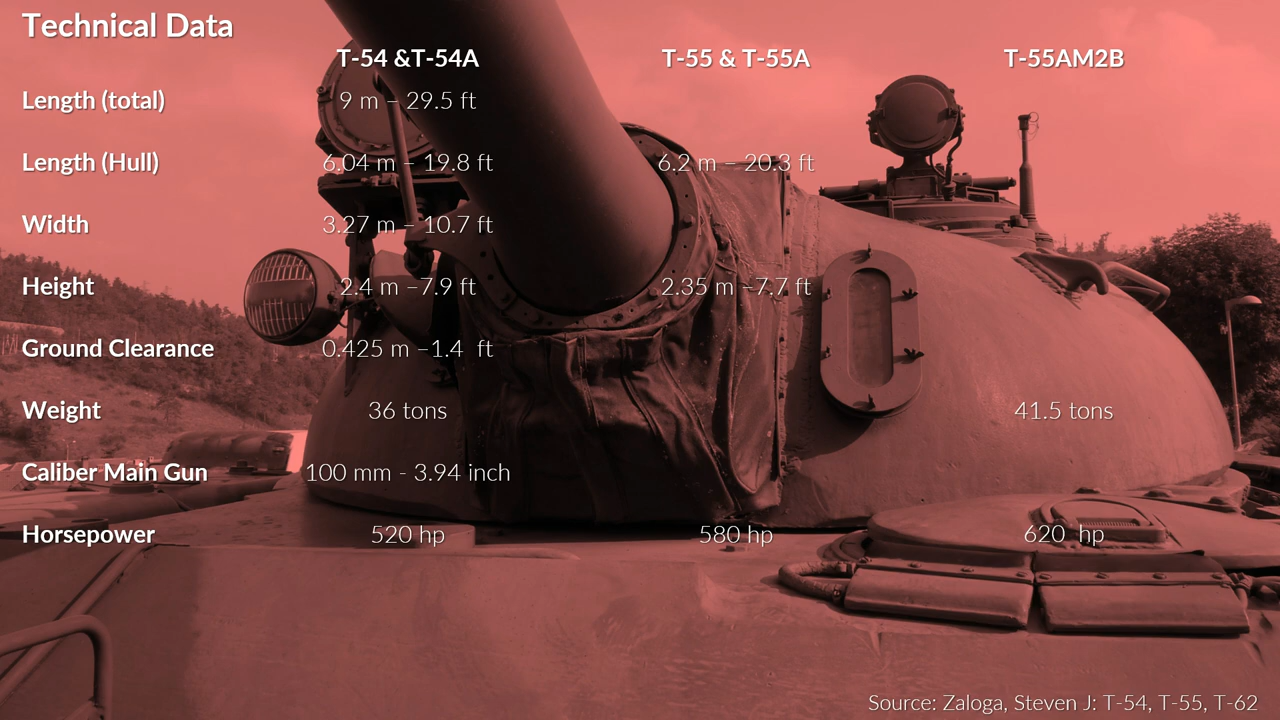 Technical Data
T-54 &T-54A T-55 & T-55A T-55AM2B
Length (total) 9 m – 29.5 ft
Length (Hull) 6.04 m – 19.8 ft 6.2 m – 20.3 ft
Width 3.27 m – 10.7 ft
Height 2.4 m –7.9 ft 2.35 m –7.7 ft
Ground Clearance 0.425 m –1.4 ft
Weight 36 tons 41.5 tons
Caliber Main Gun 100 mm - 3.94 inch
Horsepower 520 hp 580 hp 620 hp
Source: Zaloga, Steven J: T-54, T-55, T-62